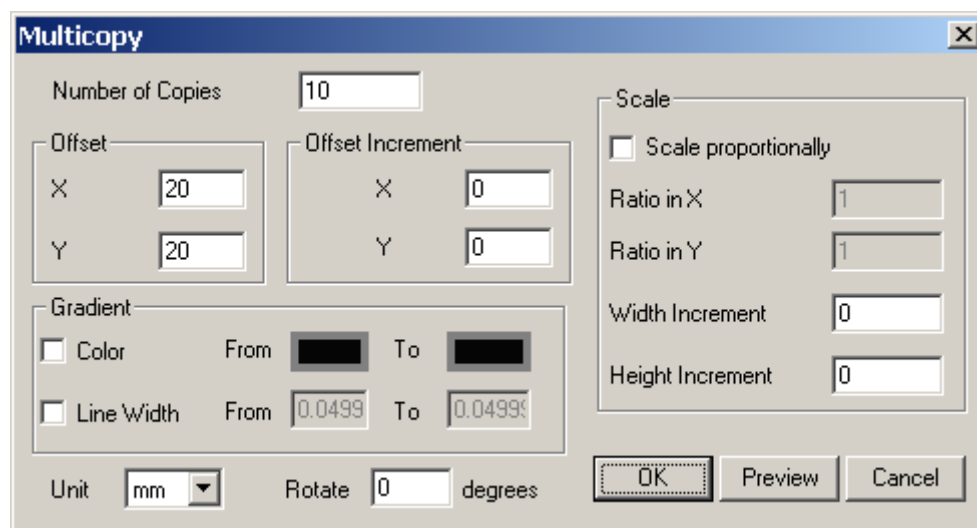 Multicopy
Number of Copies 10
Offset
X 20
Y 20
Offset Increment
X 0
Y 0
Scale
Scale proportionally
Ratio in X 1
Ratio in Y 1
Width Increment 0
Height Increment 0
Gradient
Color From To
Line Width From 0.0499 To 0.0499
Unit mm Rotate 0 degrees
OK Preview Cancel